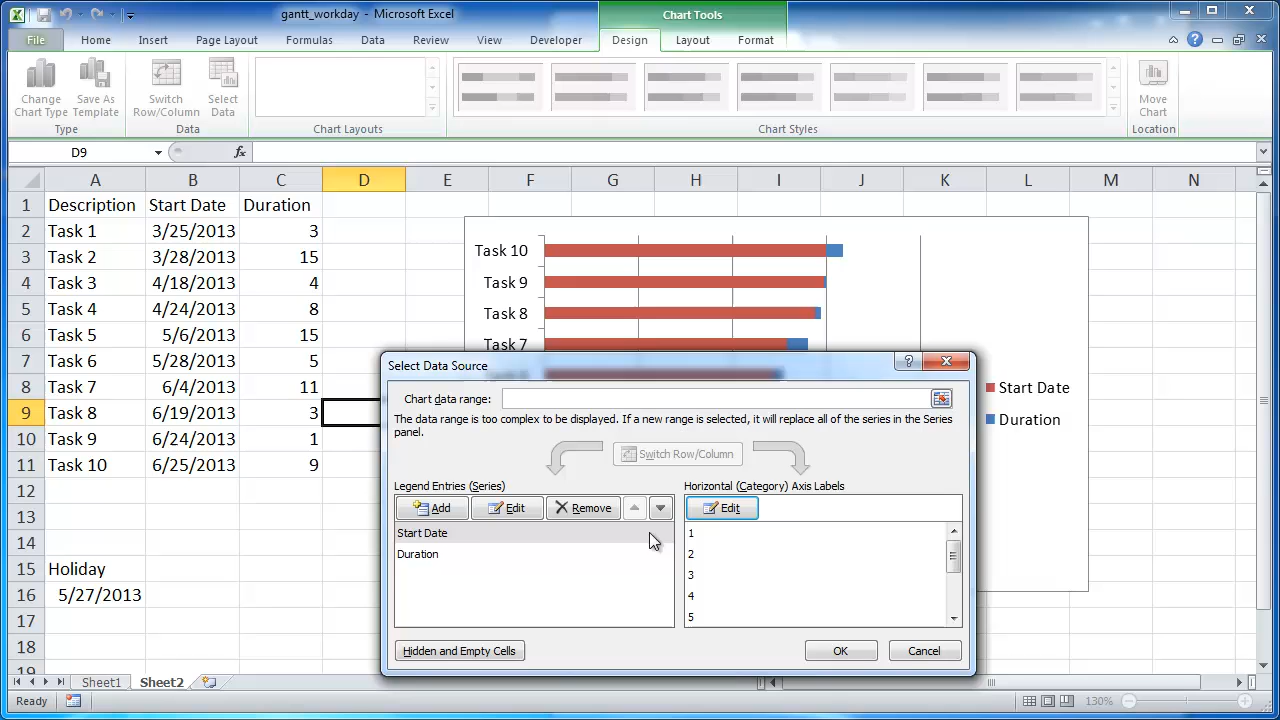 gantt_workday - Microsoft Excel
Chart Tools
File Home Insert Page Layout Formulas Data Review View Developer Design Layout Format
Change Chart Type
Save As Template
Switch Row/Column
Select Data
Move Chart
Type
Data
Chart Layouts
Chart Styles
Location
D9
fx
A B C D E F G H I J K L M N
1 Description Start Date Duration
2 Task 1 3/25/2013 3
3 Task 2 3/28/2013 15
4 Task 3 4/18/2013 4
5 Task 4 4/24/2013 8
6 Task 5 5/6/2013 15
7 Task 6 5/28/2013 5
8 Task 7 6/4/2013 11
9 Task 8 6/19/2013 3
10 Task 9 6/24/2013 1
11 Task 10 6/25/2013 9
12
13
14
15 Holiday
16 5/27/2013
17
18
19
Task 10
Task 9
Task 8
Task 7
Start Date
Duration
Select Data Source
Chart data range:
The data range is too complex to be displayed. If a new range is selected, it will replace all of the series in the Series
panel.
Switch Row/Column
Legend Entries (Series)
Add Edit Remove
Start Date
Duration
Horizontal (Category) Axis Labels
Edit
1
2
3
4
5
Hidden and Empty Cells
OK
Cancel
Sheet1 Sheet2
Ready
130%